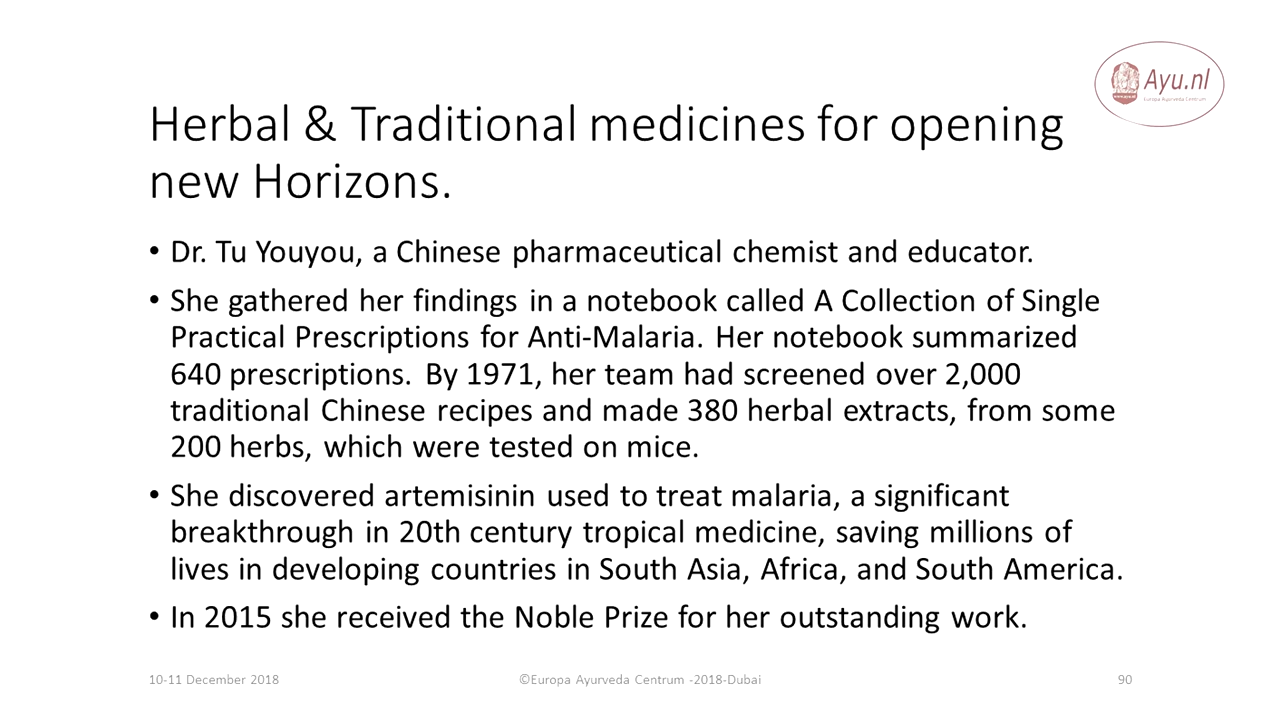 Ayu.nl
Europa Ayurveda Centrum
Herbal & Traditional medicines for opening
new Horizons.
• Dr. Tu Youyou, a Chinese pharmaceutical chemist and educator.
• She gathered her findings in a notebook called A Collection of Single
Practical Prescriptions for Anti-Malaria. Her notebook summarized
640 prescriptions. By 1971, her team had screened over 2,000
traditional Chinese recipes and made 380 herbal extracts, from some
200 herbs, which were tested on mice.
• She discovered artemisinin used to treat malaria, a significant
breakthrough in 20th century tropical medicine, saving millions of
lives in developing countries in South Asia, Africa, and South America.
• In 2015 she received the Noble Prize for her outstanding work.
10-11 December 2018
©Europa Ayurveda Centrum -2018-Dubai
90